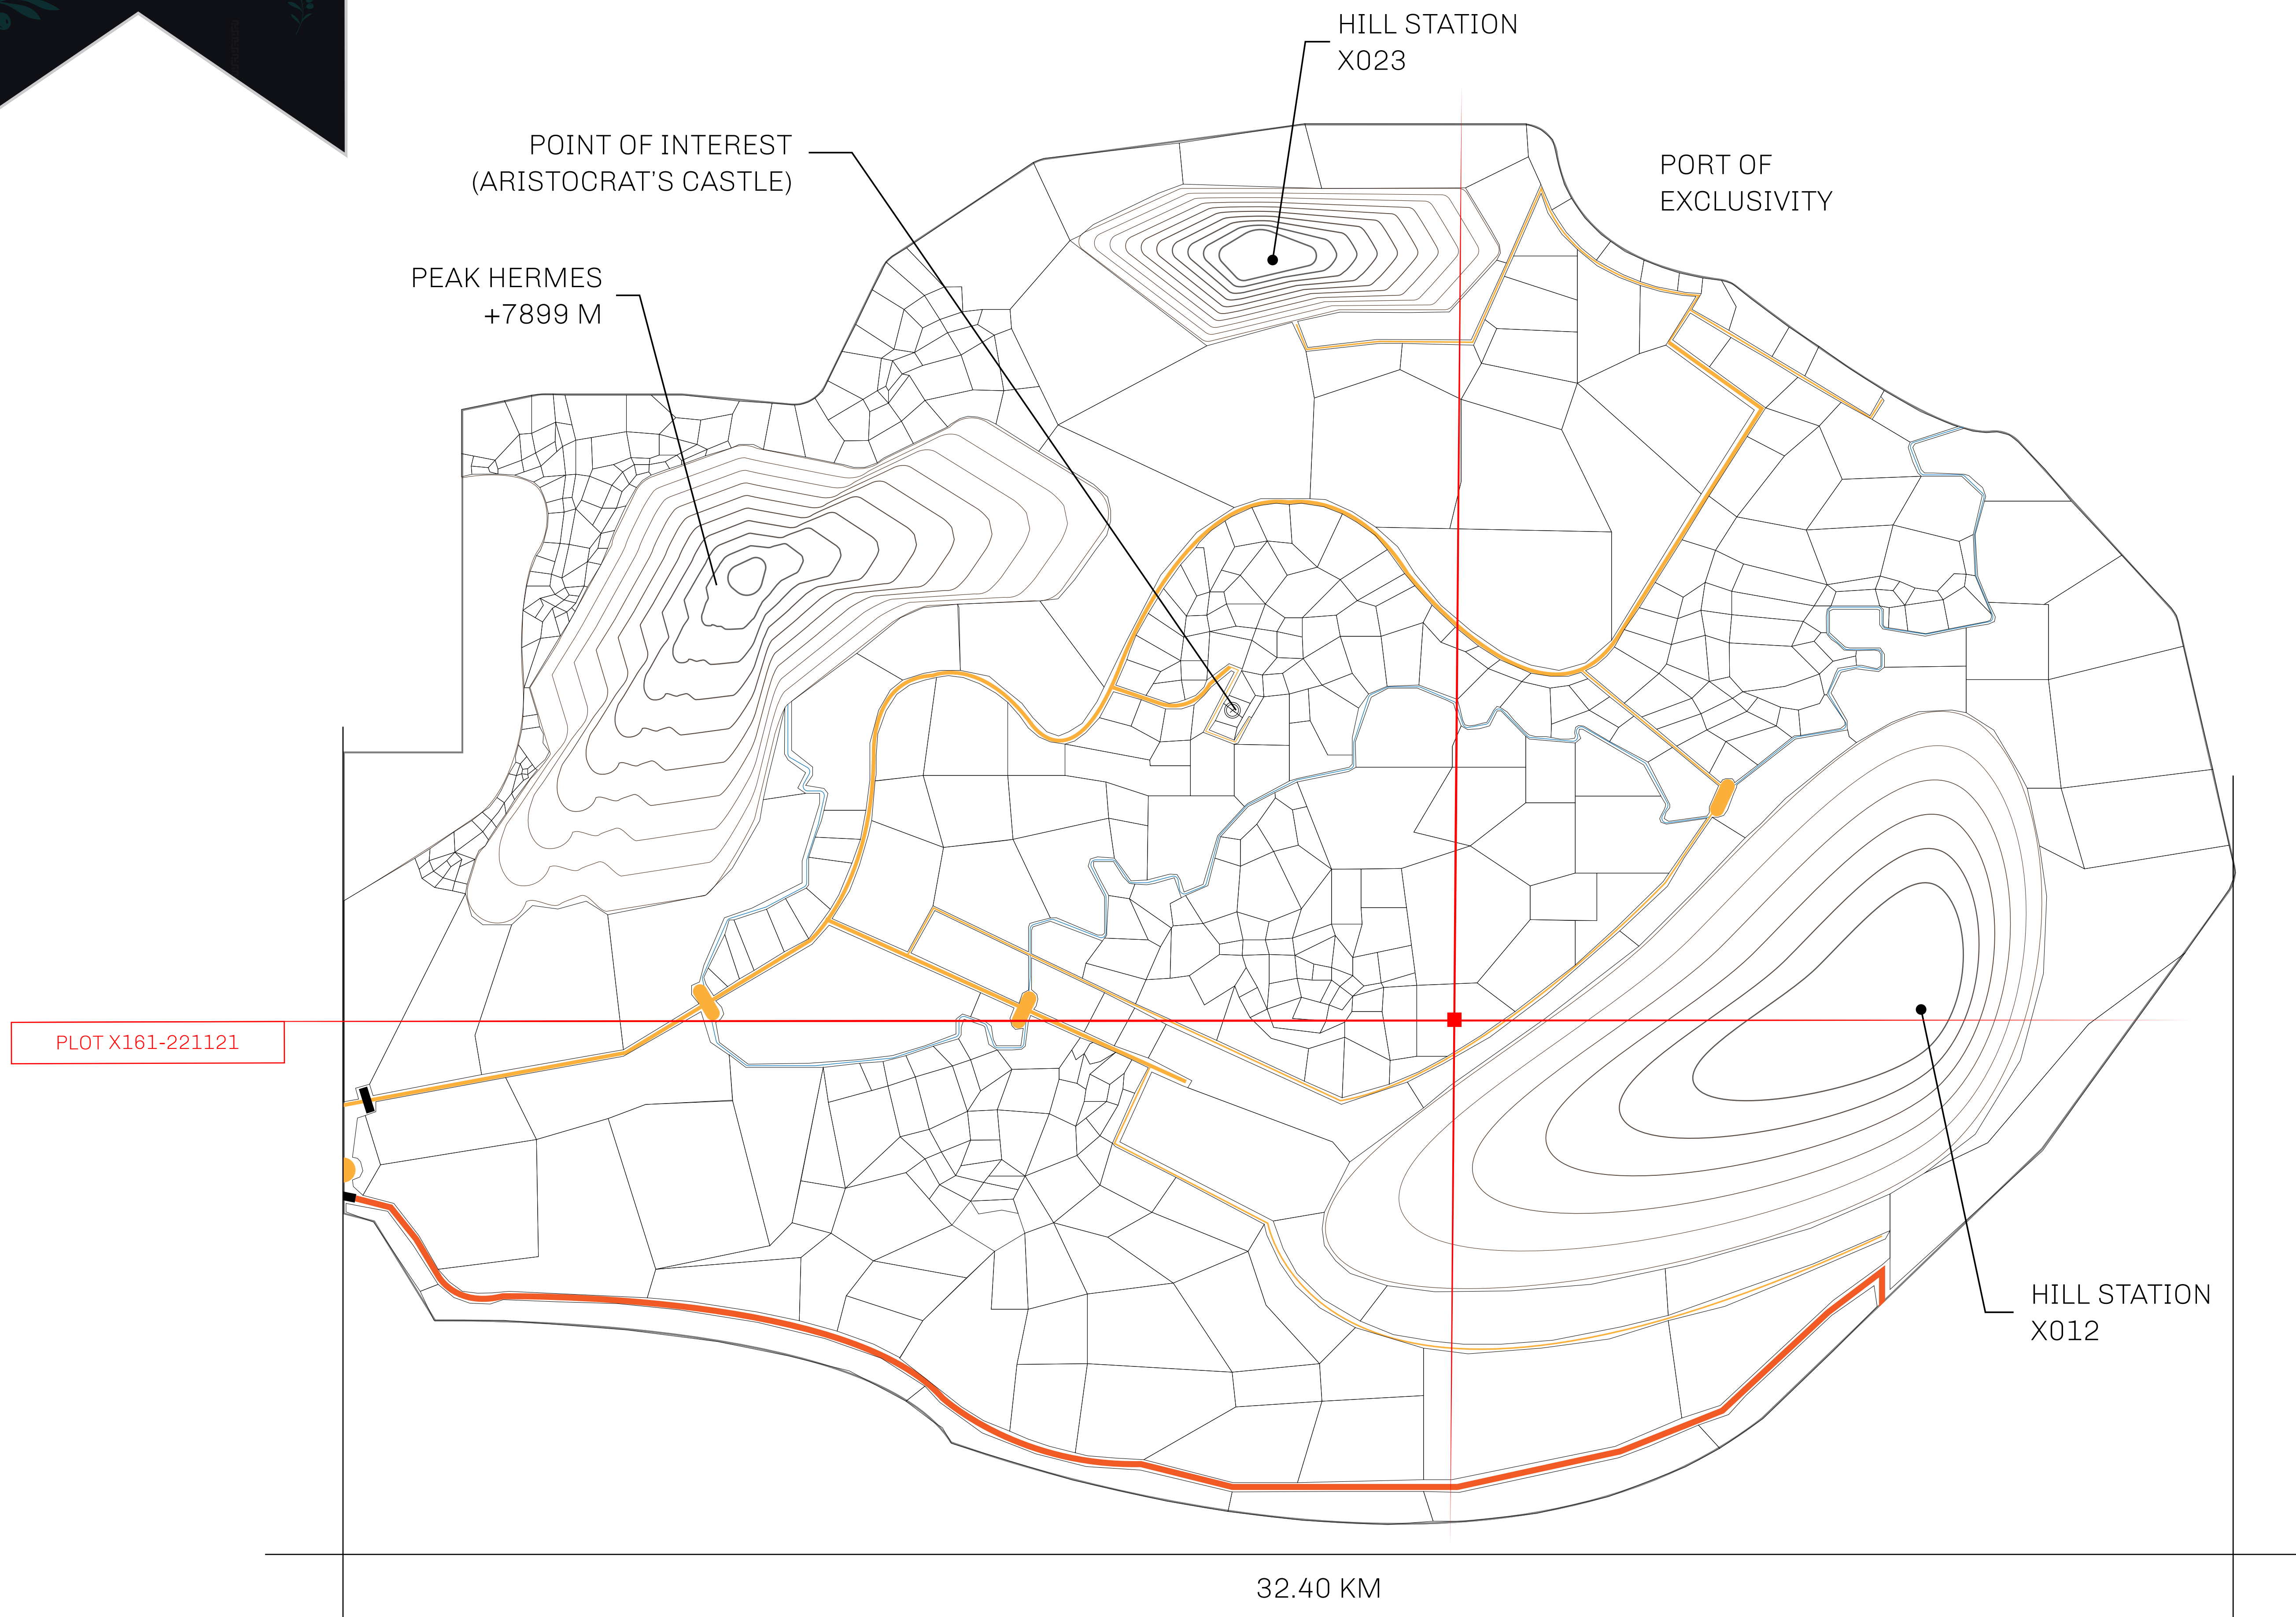 HILL STATION
X023
POINT OF INTEREST
(ARISTOCRAT'S CASTLE)
PORT OF
EXCLUSIVITY
PEAK HERMES
+7899 M
PLOT X161-221121
HILL STATION
X012
32.40 KM